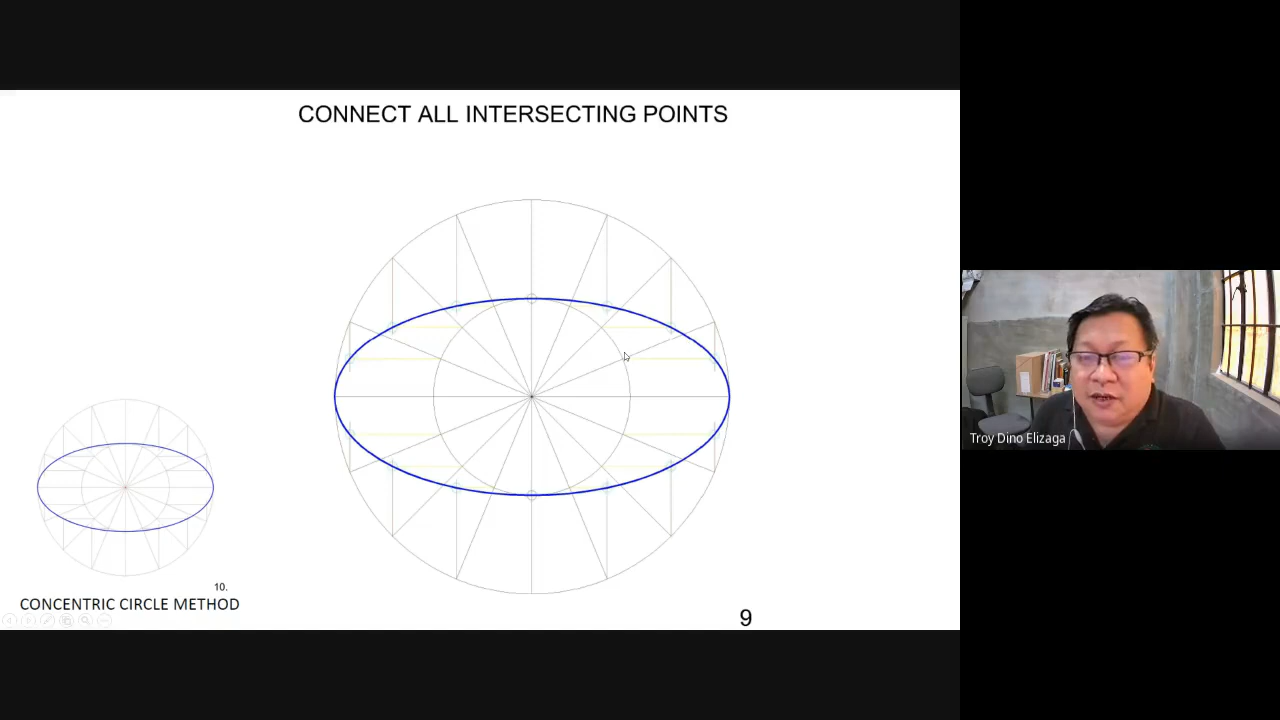 CONNECT ALL INTERSECTING POINTS
10.
CONCENTRIC CIRCLE METHOD
9
Troy Dino Elizaga